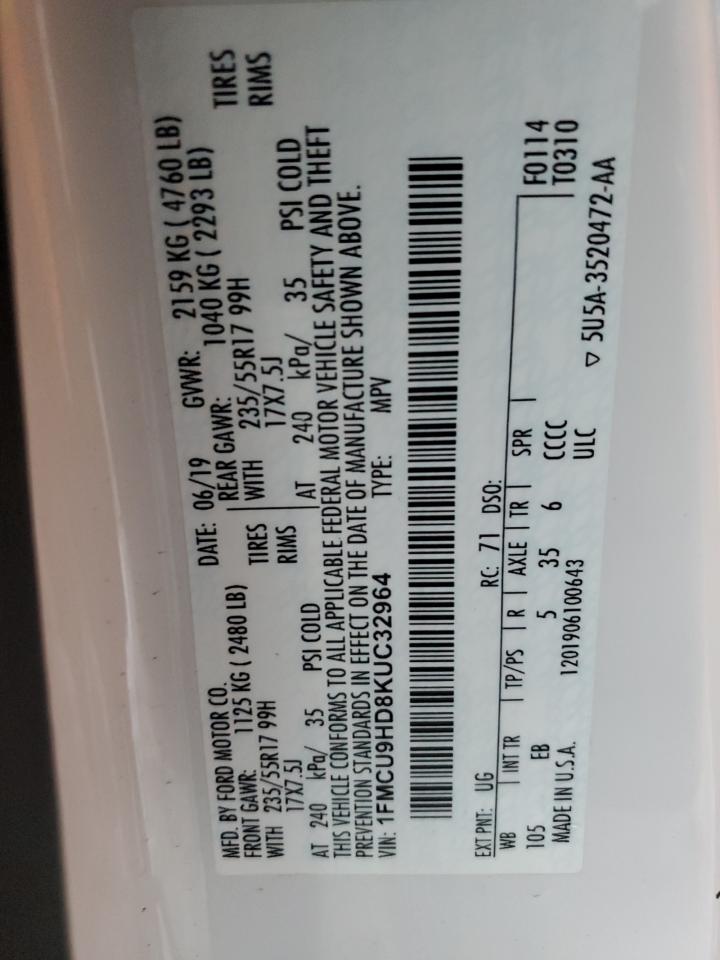 MFD. BY FORD MOTOR CO.
DATE: 06/19 GVWR: 2159 KG ( 4760 LB)
FRONT GAWR: 1125 KG ( 2480 LB)
REAR GAWR: 1040 KG ( 2293 LB)
WITH 235/55R17 99H TIRES
WITH 235/55R17 99H TIRES
17X7.5J RIMS
17X7.5J RIMS
AT 240 kPa/ 35 PSI COLD
AT 240 kPa/ 35 PSI COLD
THIS VEHICLE CONFORMS TO ALL APPLICABLE FEDERAL MOTOR VEHICLE SAFETY AND THEFT
PREVENTION STANDARDS IN EFFECT ON THE DATE OF MANUFACTURE SHOWN ABOVE.
VIN: 1FMCU9HD8KUC32964 TYPE: MPV
EXT PNT: UG RC: 71 DSO:
WB | INT TR | TP/PS | R | AXLE | TR | SPR F0114
105 EB 5 35 6 CCCC T0310
MADE IN U.S.A. 1201906100643 ULC
▽ 5U5A-3520472-AA